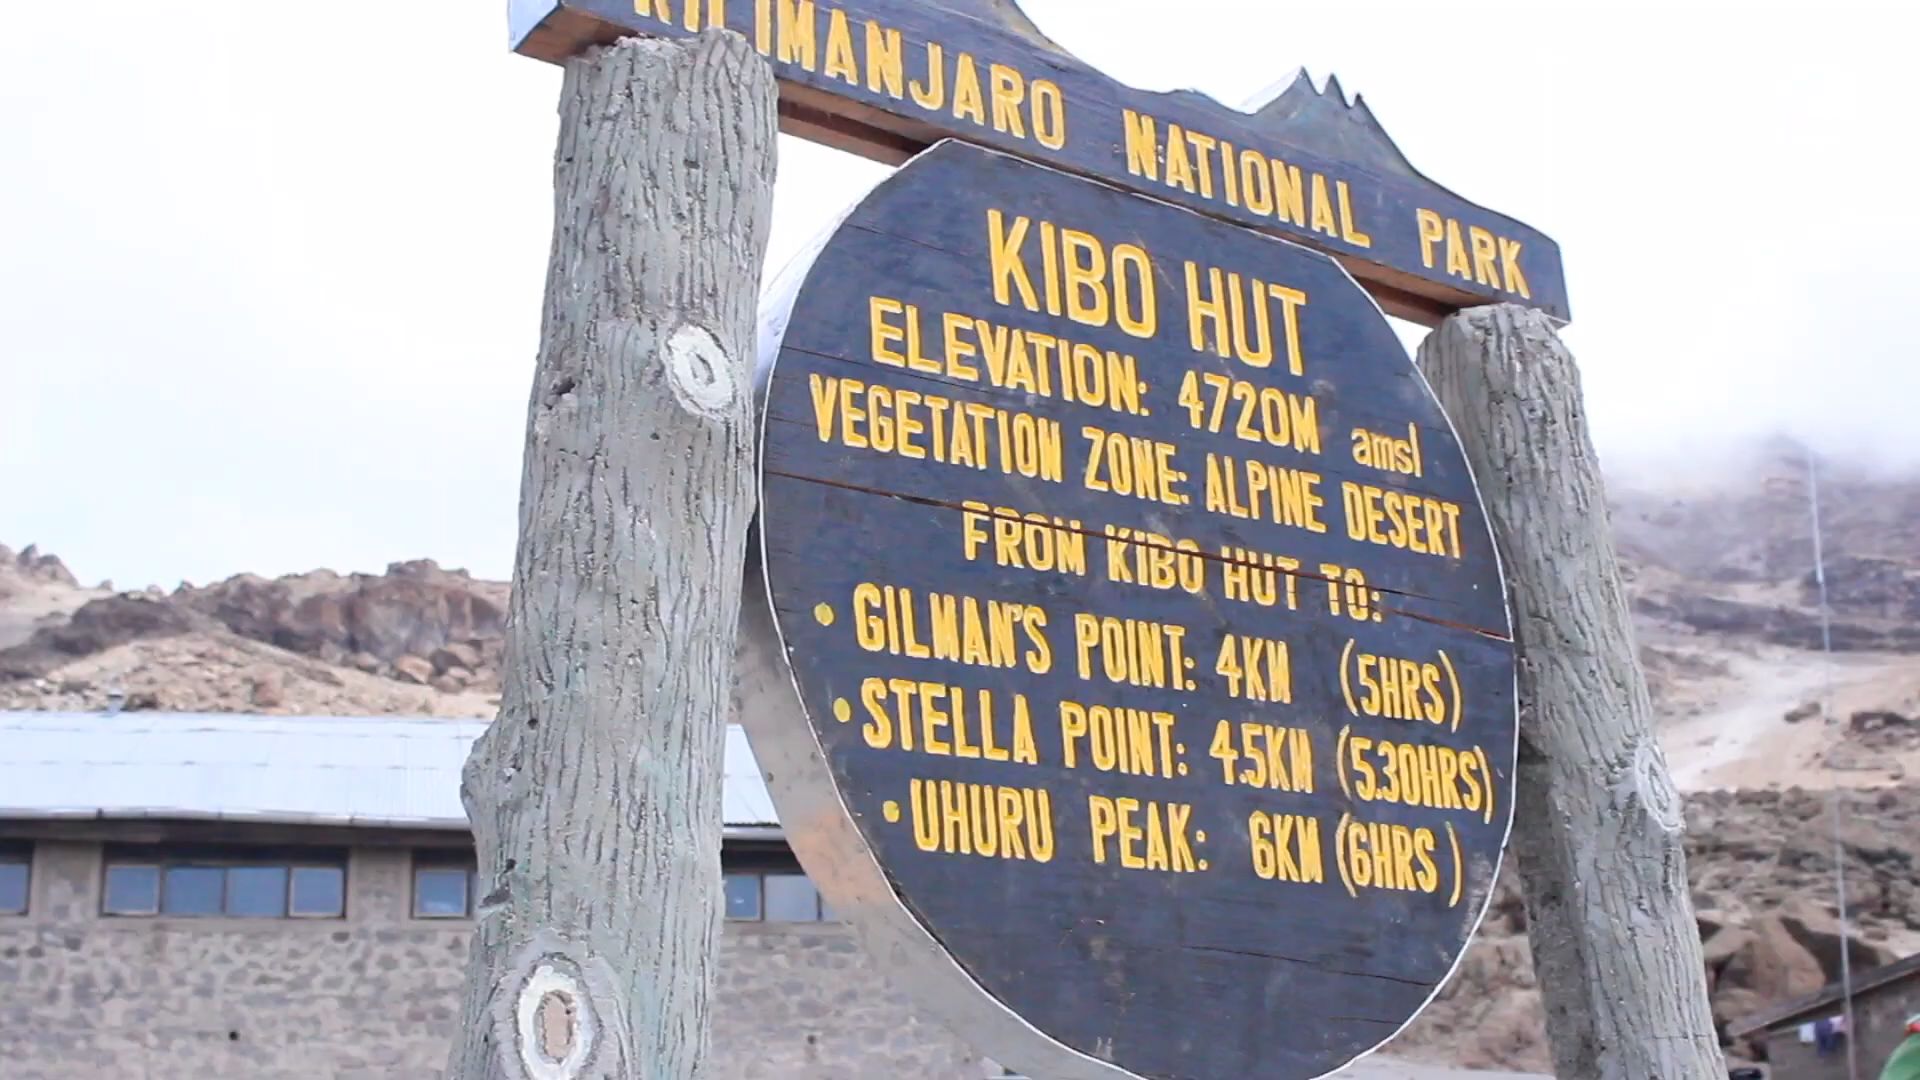 KILIMANJARO NATIONAL PARK
KIBO HUT
ELEVATION: 4720M amsl
VEGETATION ZONE: ALPINE DESERT
FROM KIBO HUT TO:
• GILMAN'S POINT: 4KM (5HRS)
• STELLA POINT: 4.5KM (5.30HRS)
• UHURU PEAK: 6KM (6HRS)